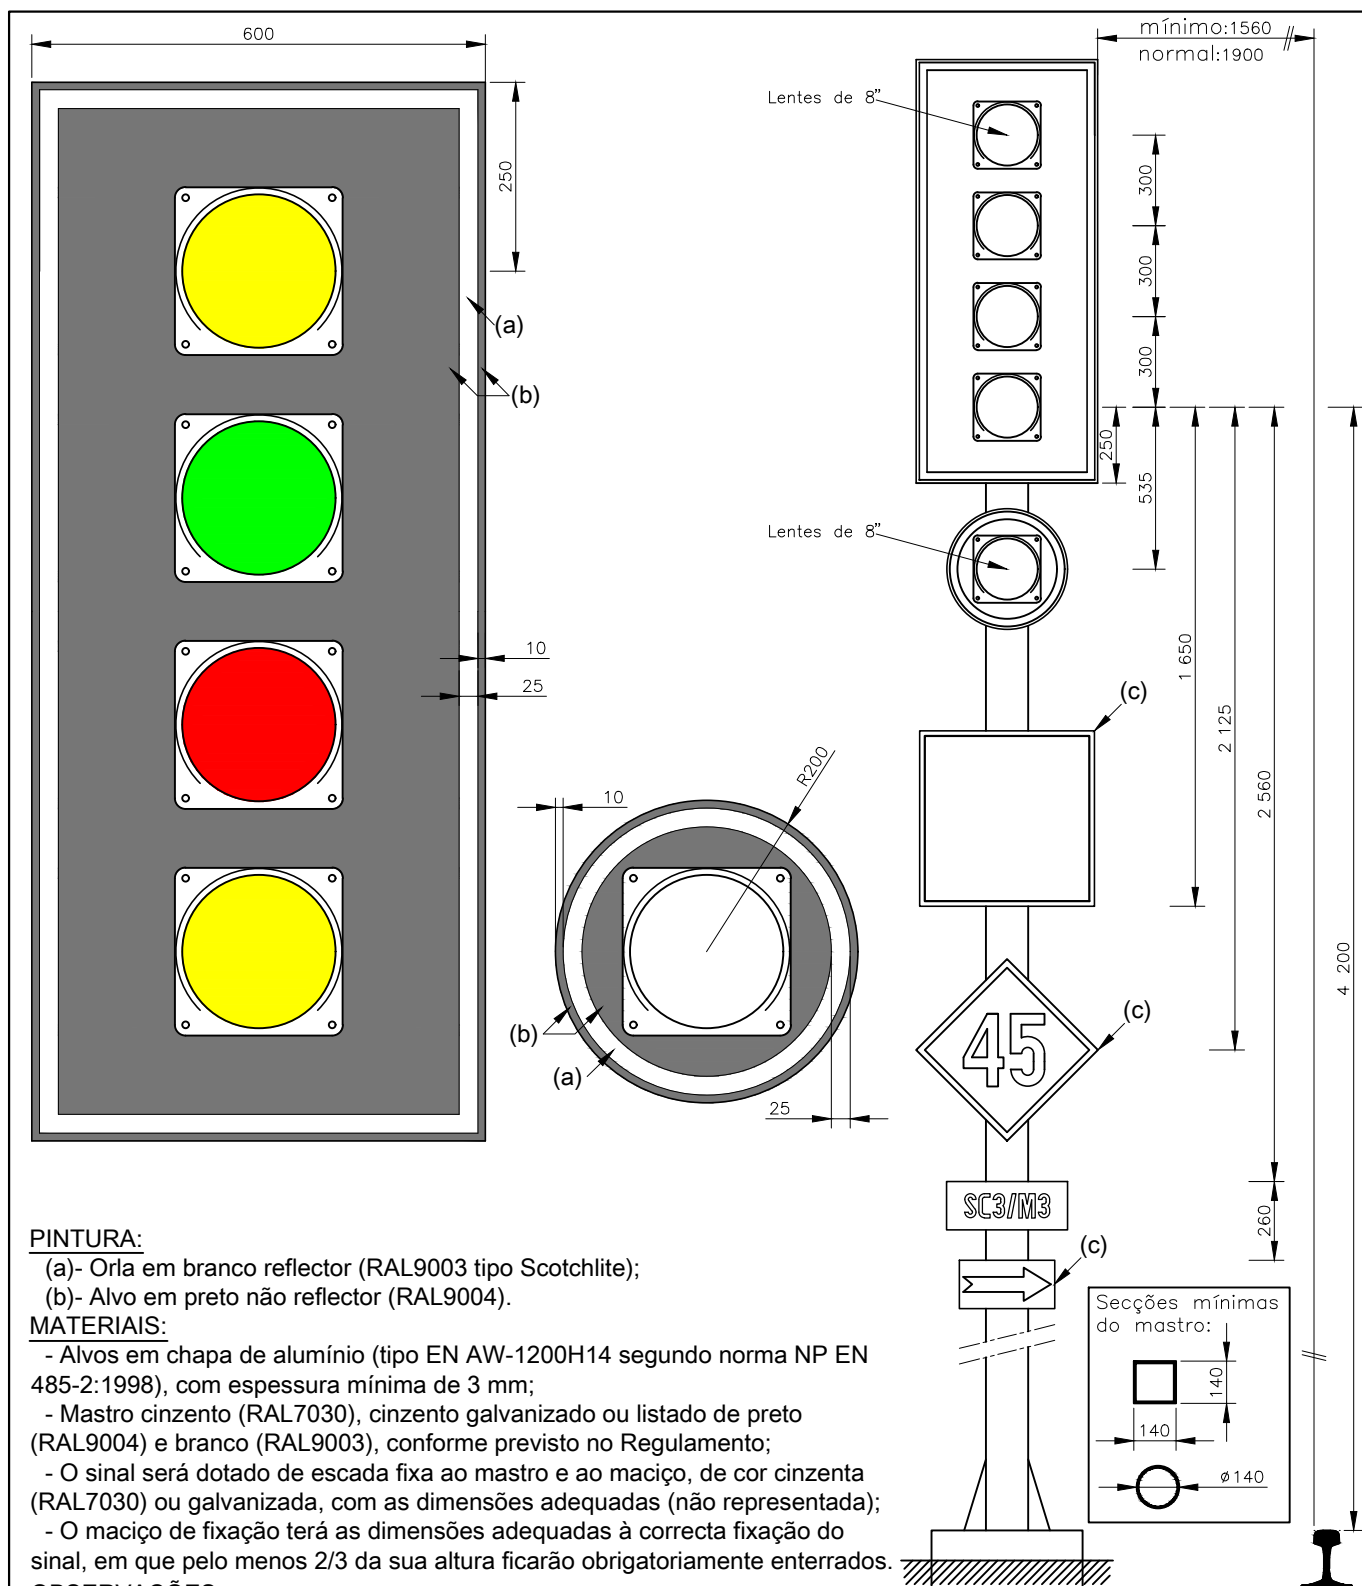 600
mínimo:1560
normal:1900
Lentes de 8”
250
300
300
300
(a)
(b)
250
535
Lentes de 8”
10
25
1 650
2 125
2 560
4 200
(c)
R200
10
45
(c)
(b)
(a)
25
SC3/M3
260
(c)
PINTURA:
(a)- Orla em branco reflector (RAL9003 tipo Scotchlite);
(b)- Alvo em preto não reflector (RAL9004).
MATERIAIS:
- Alvos em chapa de alumínio (tipo EN AW-1200H14 segundo norma NP EN
485-2:1998), com espessura mínima de 3 mm;
- Mastro cinzento (RAL7030), cinzento galvanizado ou listado de preto
(RAL9004) e branco (RAL9003), conforme previsto no Regulamento;
- O sinal será dotado de escada fixa ao mastro e ao maciço, de cor cinzenta
(RAL7030) ou galvanizada, com as dimensões adequadas (não representada);
- O maciço de fixação terá as dimensões adequadas à correcta fixação do
sinal, em que pelo menos 2/3 da sua altura ficarão obrigatoriamente enterrados.
Secções mínimas
do mastro:
140
140
ø140